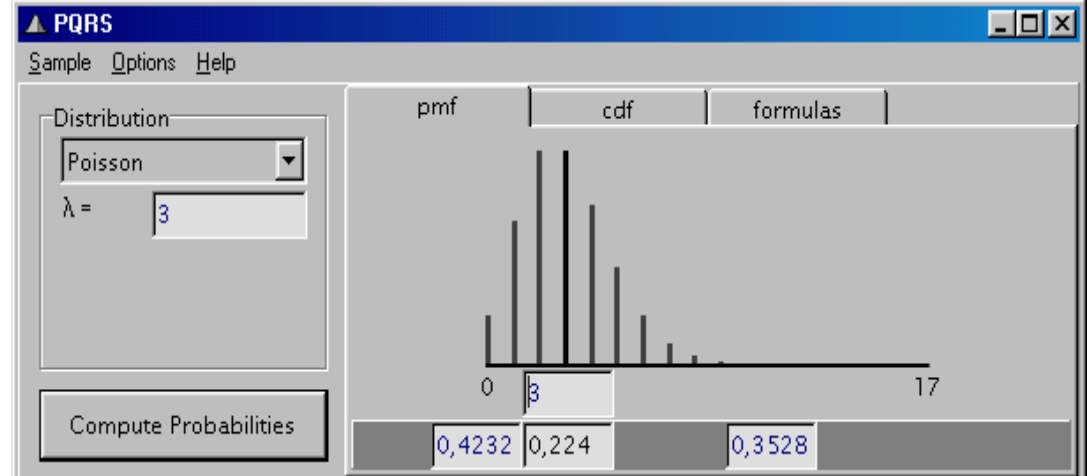 PQRS
Sample Options Help
pmf cdf formulas
Distribution
Poisson
λ = 3
0 3 17
Compute Probabilities
0,4232 0,224 0,3528